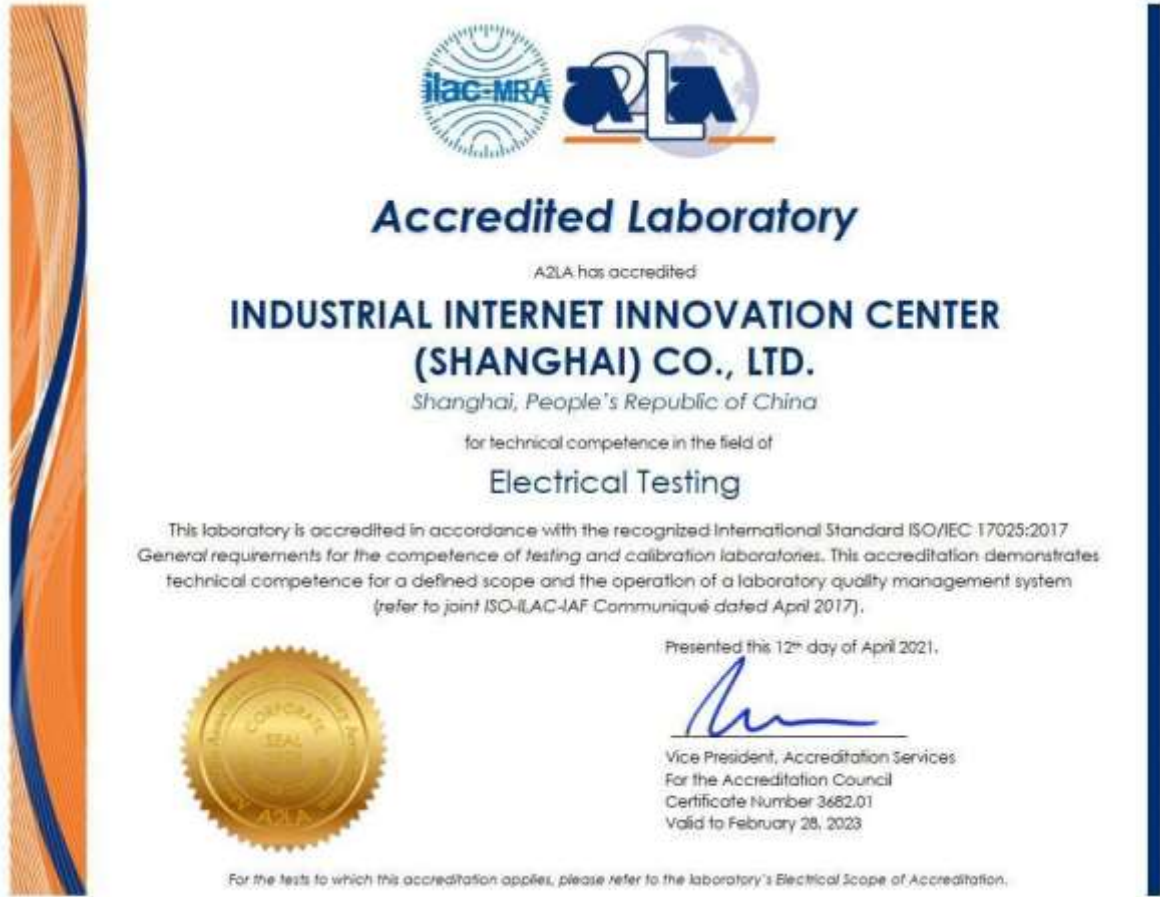 ilac-MRA
A2LA
Accredited Laboratory
A2LA has accredited
INDUSTRIAL INTERNET INNOVATION CENTER
(SHANGHAI) CO., LTD.
Shanghai, People's Republic of China
for technical competence in the field of
Electrical Testing
This laboratory is accredited in accordance with the recognized International Standard ISO/IEC 17025:2017
General requirements for the competence of testing and calibration laboratories. This accreditation demonstrates
technical competence for a defined scope and the operation of a laboratory quality management system
(refer to joint ISO-ILAC-IAF Communiqué dated April 2017).
Presented this 12th day of April 2021.
CORPORATE
SEAL
A2LA
Vice President, Accreditation Services
For the Accreditation Council
Certificate Number 3682.01
Valid to February 28, 2023
For the tests to which this accreditation applies, please refer to the laboratory's Electrical Scope of Accreditation.